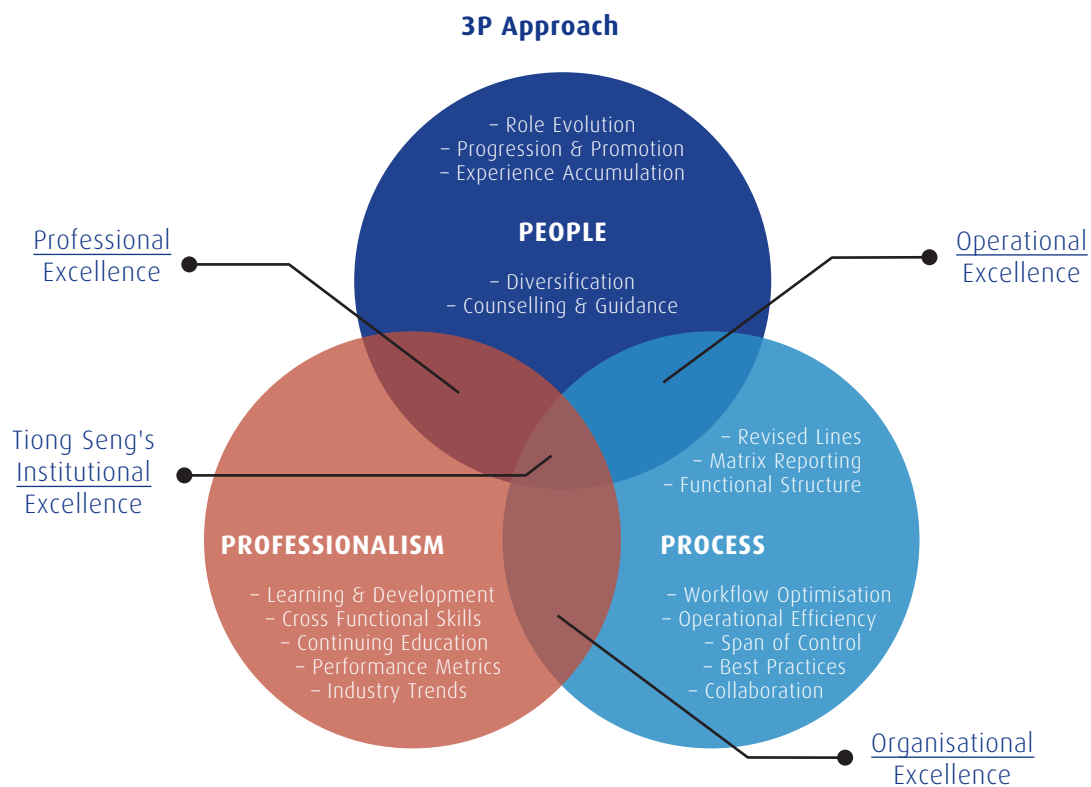 3P Approach
– Role Evolution
– Progression & Promotion
– Experience Accumulation
PEOPLE
– Diversification
– Counselling & Guidance
Professional
Excellence
Operational
Excellence
Tiong Seng's
Institutional
Excellence
– Revised Lines
– Matrix Reporting
– Functional Structure
PROFESSIONALISM
– Learning & Development
– Cross Functional Skills
– Continuing Education
– Performance Metrics
– Industry Trends
PROCESS
– Workflow Optimisation
– Operational Efficiency
– Span of Control
– Best Practices
– Collaboration
Organisational
Excellence